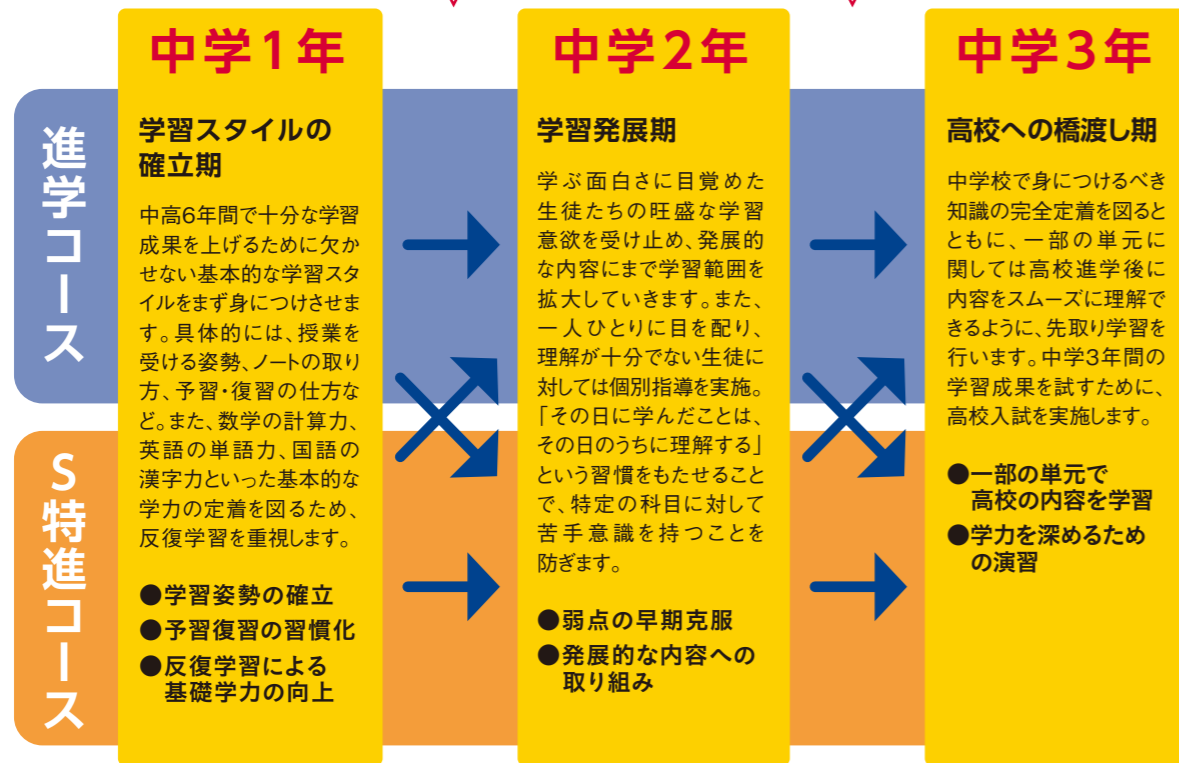 進学コース
S特進コース
中学1年
学習スタイルの
確立期
中高6年間で十分な学習
成果を上げるために欠か
せない基本的な学習スタ
イルをまず身につけさせま
す。具体的には、授業を
受ける姿勢、ノートの取り
方、予習・復習の仕方な
ど。また、数学の計算力、
英語の単語力、国語の
漢字力といった基本的な
学力の定着を図るため、
反復学習を重視します。
●学習姿勢の確立
●予習復習の習慣化
●反復学習による
基礎学力の向上
中学2年
学習発展期
学ぶ面白さに目覚めた
生徒たちの旺盛な学習
意欲を受け止め、発展的
な内容にまで学習範囲を
拡大していきます。また、
一人ひとりに目を配り、
理解が十分でない生徒に
対しては個別指導を実施。
「その日に学んだことは、
その日のうちに理解する」
という習慣をもたせること
で、特定の科目に対して
苦手意識を持つことを
防ぎます。
●弱点の早期克服
●発展的な内容への
取り組み
中学3年
高校への橋渡し期
中学校で身につけるべき
知識の完全定着を図ると
ともに、一部の単元に
関しては高校進学後に
内容をスムーズに理解で
きるように、先取り学習を
行います。中学3年間の
学習成果を試すために、
高校入試を実施します。
●一部の単元で
高校の内容を学習
●学力を深めるため
の演習